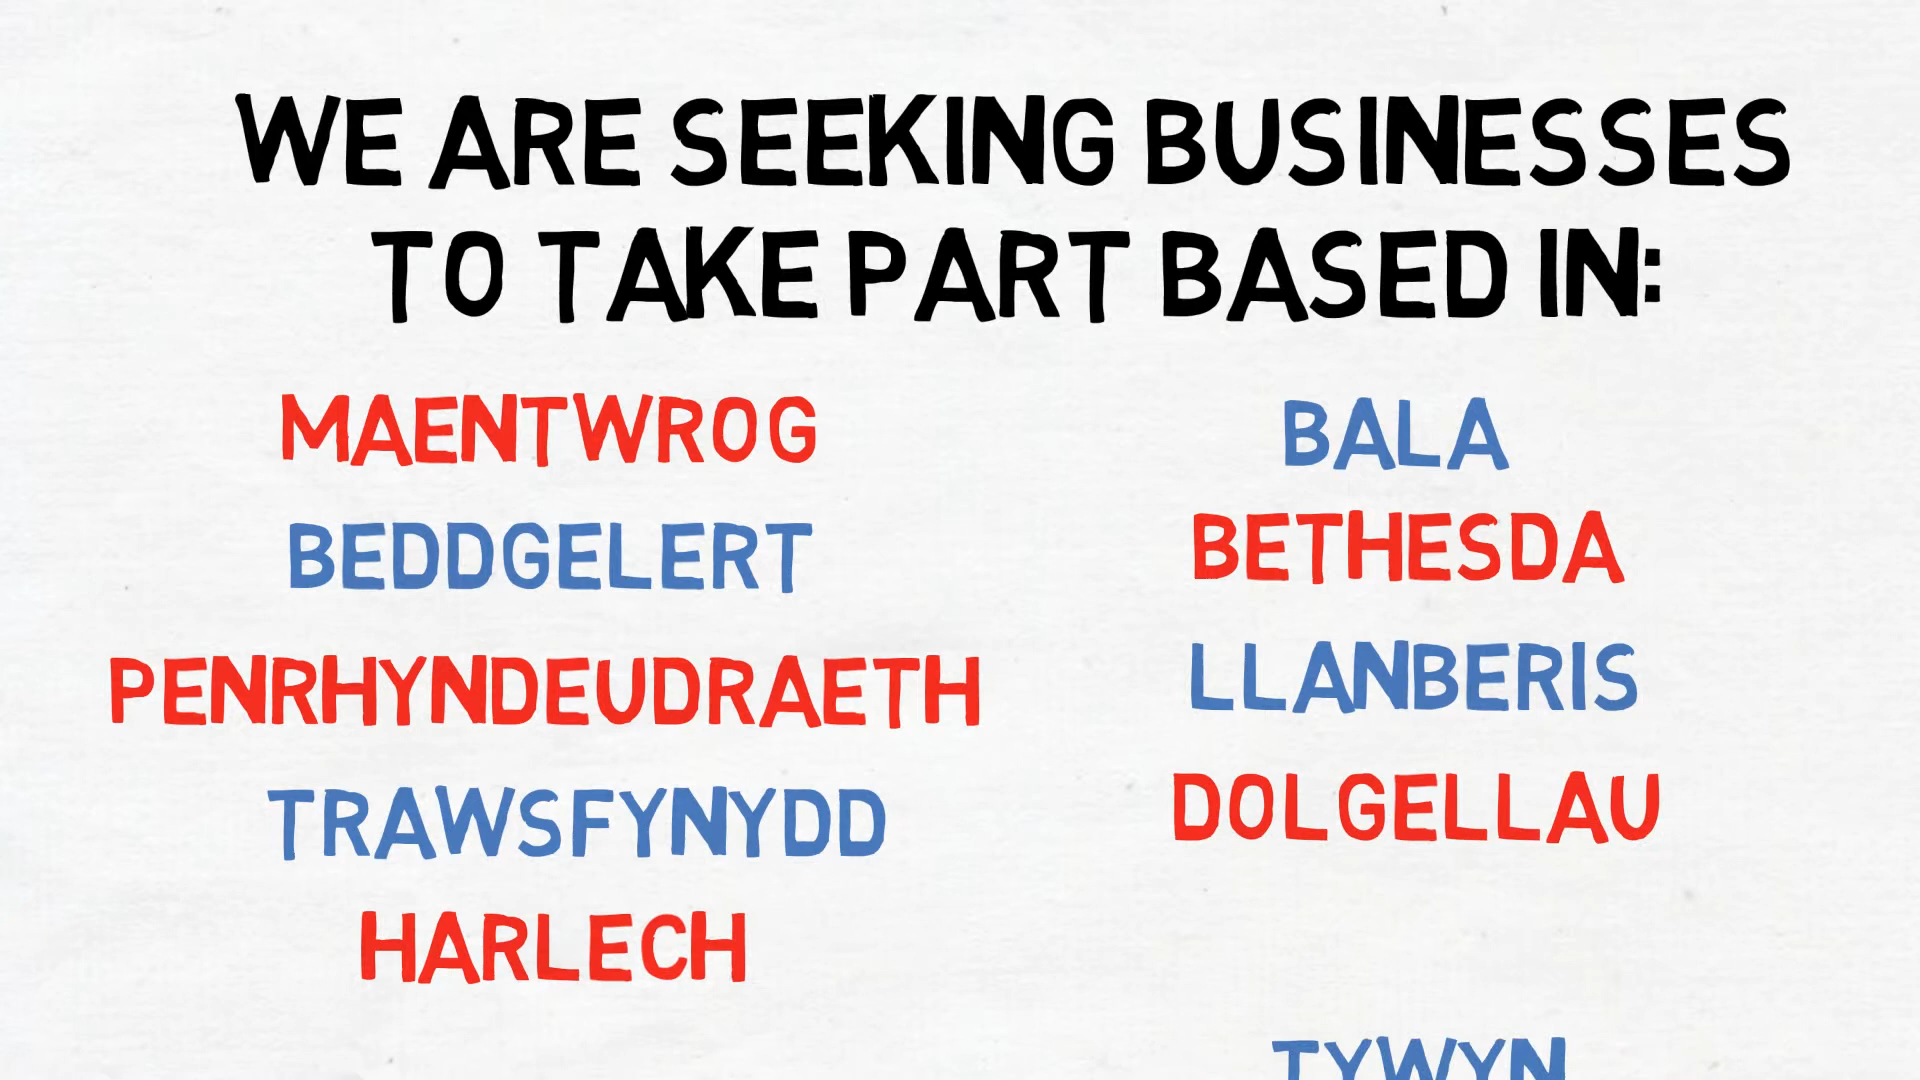 WE ARE SEEKING BUSINESSES
TO TAKE PART BASED IN:
MAENTWROG
BEDDGELERT
PENRHYNDEUDRAETH
TRAWSFYNYDD
HARLECH
BALA
BETHESDA
LLANBERIS
DOLGELLAU
TYWYN